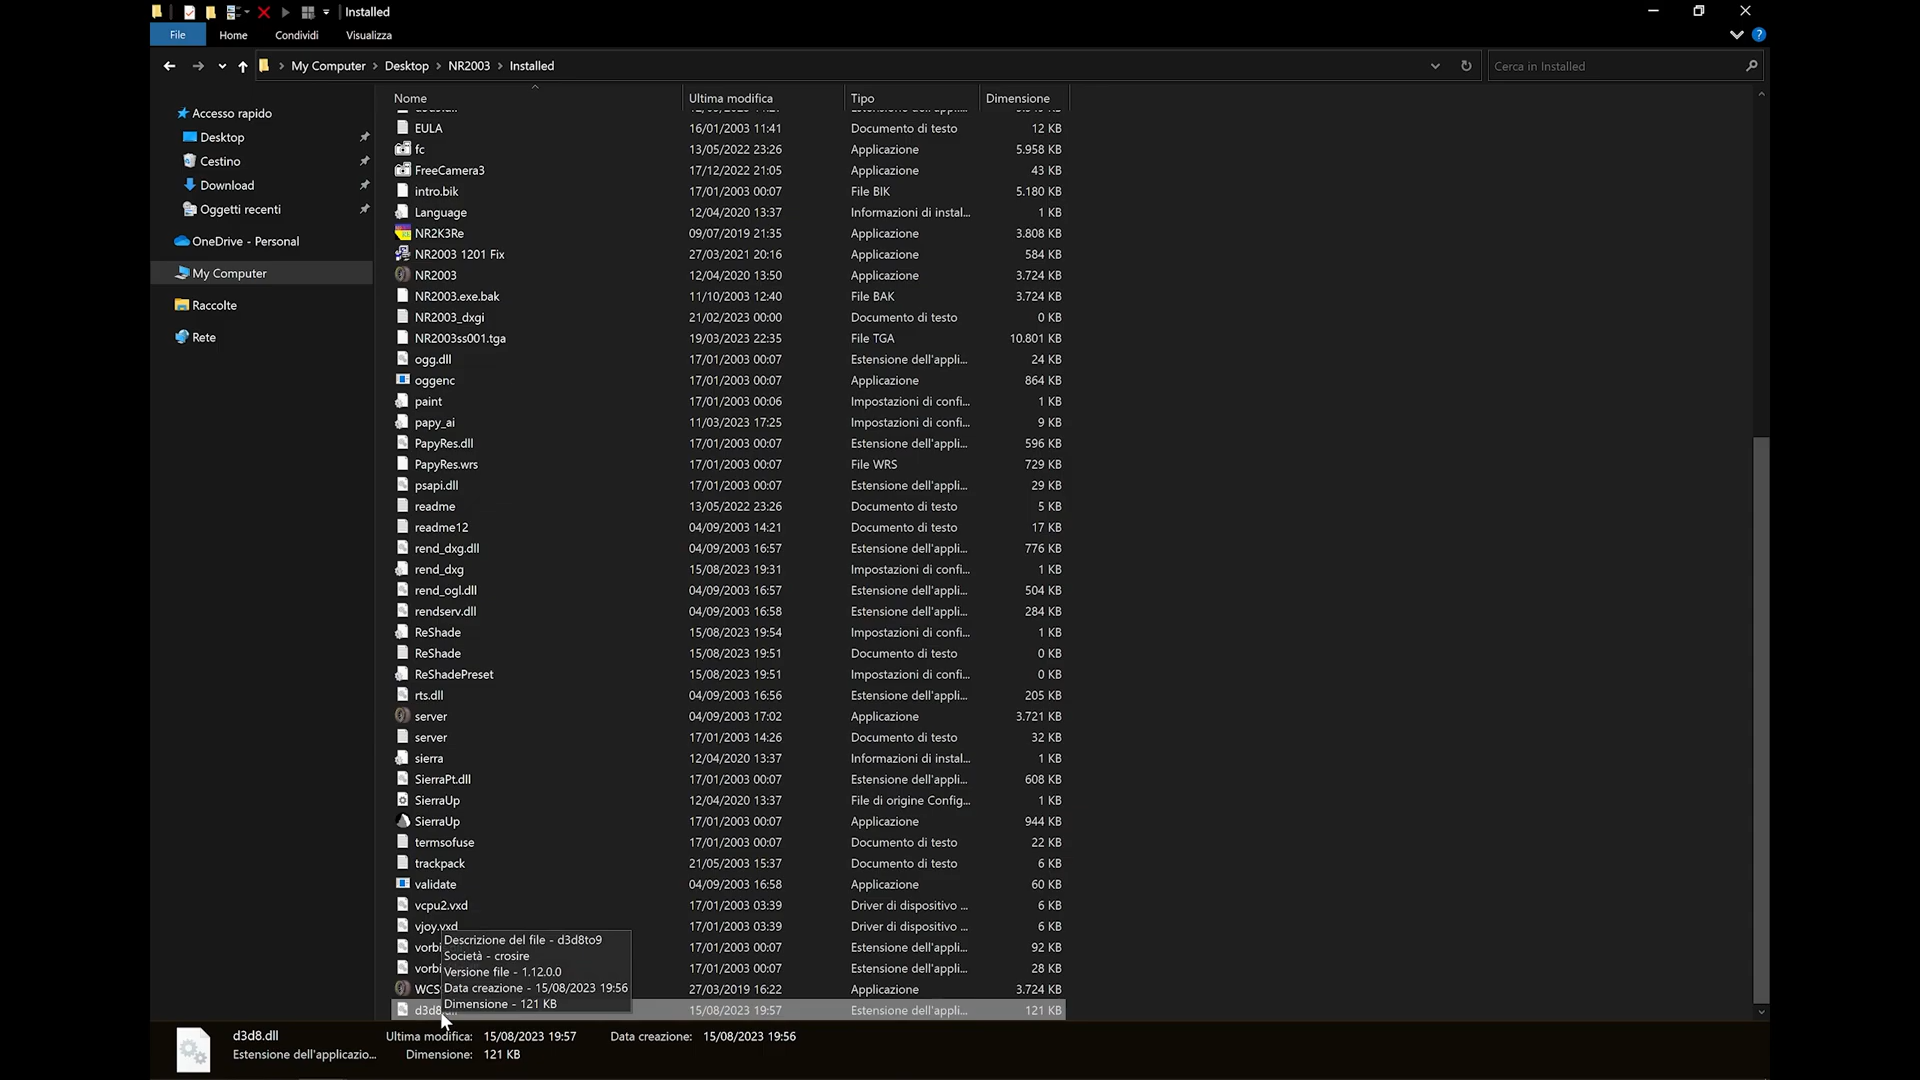 Installed
File Home Condividi Visualizza
My Computer Desktop NR2003 Installed
Cerca in Installed
Nome Ultima modifica Tipo Dimensione
Accesso rapido
Desktop
Cestino
Download
Oggetti recenti
OneDrive - Personal
My Computer
Raccolte
Rete
EULA 16/01/2003 11:41 Documento di testo 12 KB
fc 13/05/2022 23:26 Applicazione 5.958 KB
FreeCamera3 17/12/2022 21:05 Applicazione 43 KB
intro.bik 17/01/2003 00:07 File BIK 5.180 KB
Language 12/04/2020 13:37 Informazioni di instal... 1 KB
NR2K3Re 09/07/2019 21:35 Applicazione 3.808 KB
NR2003 1201 Fix 27/03/2021 20:16 Applicazione 584 KB
NR2003 12/04/2020 13:50 Applicazione 3.724 KB
NR2003.exe.bak 11/10/2003 12:40 File BAK 3.724 KB
NR2003_dxgi 21/02/2023 00:00 Documento di testo 0 KB
NR2003ss001.tga 19/03/2023 22:35 File TGA 10.801 KB
ogg.dll 17/01/2003 00:07 Estensione dell'appli... 24 KB
oggenc 17/01/2003 00:07 Applicazione 864 KB
paint 17/01/2003 00:06 Impostazioni di confi... 1 KB
papy_ai 11/03/2023 17:25 Impostazioni di confi... 9 KB
PapyRes.dll 17/01/2003 00:07 Estensione dell'appli... 596 KB
PapyRes.wrs 17/01/2003 00:07 File WRS 729 KB
psapi.dll 17/01/2003 00:07 Estensione dell'appli... 29 KB
readme 13/05/2022 23:26 Documento di testo 5 KB
readme12 04/09/2003 14:21 Documento di testo 17 KB
rend_dxg.dll 04/09/2003 16:57 Estensione dell'appli... 776 KB
rend_dxg 15/08/2023 19:31 Impostazioni di confi... 1 KB
rend_ogl.dll 04/09/2003 16:57 Estensione dell'appli... 504 KB
rendserv.dll 04/09/2003 16:58 Estensione dell'appli... 284 KB
ReShade 15/08/2023 19:54 Impostazioni di confi... 1 KB
ReShade 15/08/2023 19:51 Documento di testo 0 KB
ReShadePreset 15/08/2023 19:51 Impostazioni di confi... 0 KB
rts.dll 04/09/2003 16:56 Estensione dell'appli... 205 KB
server 04/09/2003 17:02 Applicazione 3.721 KB
server 17/01/2003 14:26 Documento di testo 32 KB
sierra 12/04/2020 13:37 Informazioni di instal... 1 KB
SierraPt.dll 17/01/2003 00:07 Estensione dell'appli... 608 KB
SierraUp 12/04/2020 13:37 File di origine Config... 1 KB
SierraUp 17/01/2003 00:07 Applicazione 944 KB
termsofuse 17/01/2003 00:07 Documento di testo 22 KB
trackpack 21/05/2003 15:37 Documento di testo 6 KB
validate 04/09/2003 16:58 Applicazione 60 KB
vcpu2.vxd 17/01/2003 03:39 Driver di dispositivo ... 6 KB
vjoy.vxd 17/01/2003 03:39 Driver di dispositivo ... 6 KB
vorbi 17/01/2003 00:07 Estensione dell'appli... 92 KB
vorbi 17/01/2003 00:07 Estensione dell'appli... 28 KB
WCS 27/03/2019 16:22 Applicazione 3.724 KB
d3d8.dll 15/08/2023 19:57 Estensione dell'appli... 121 KB
Descrizione del file - d3d8to9
Società - crosire
Versione file - 1.12.0.0
Data creazione - 15/08/2023 19:56
Dimensione - 121 KB
d3d8.dll Ultima modifica: 15/08/2023 19:57 Data creazione: 15/08/2023 19:56
Estensione dell'applicazio... Dimensione: 121 KB